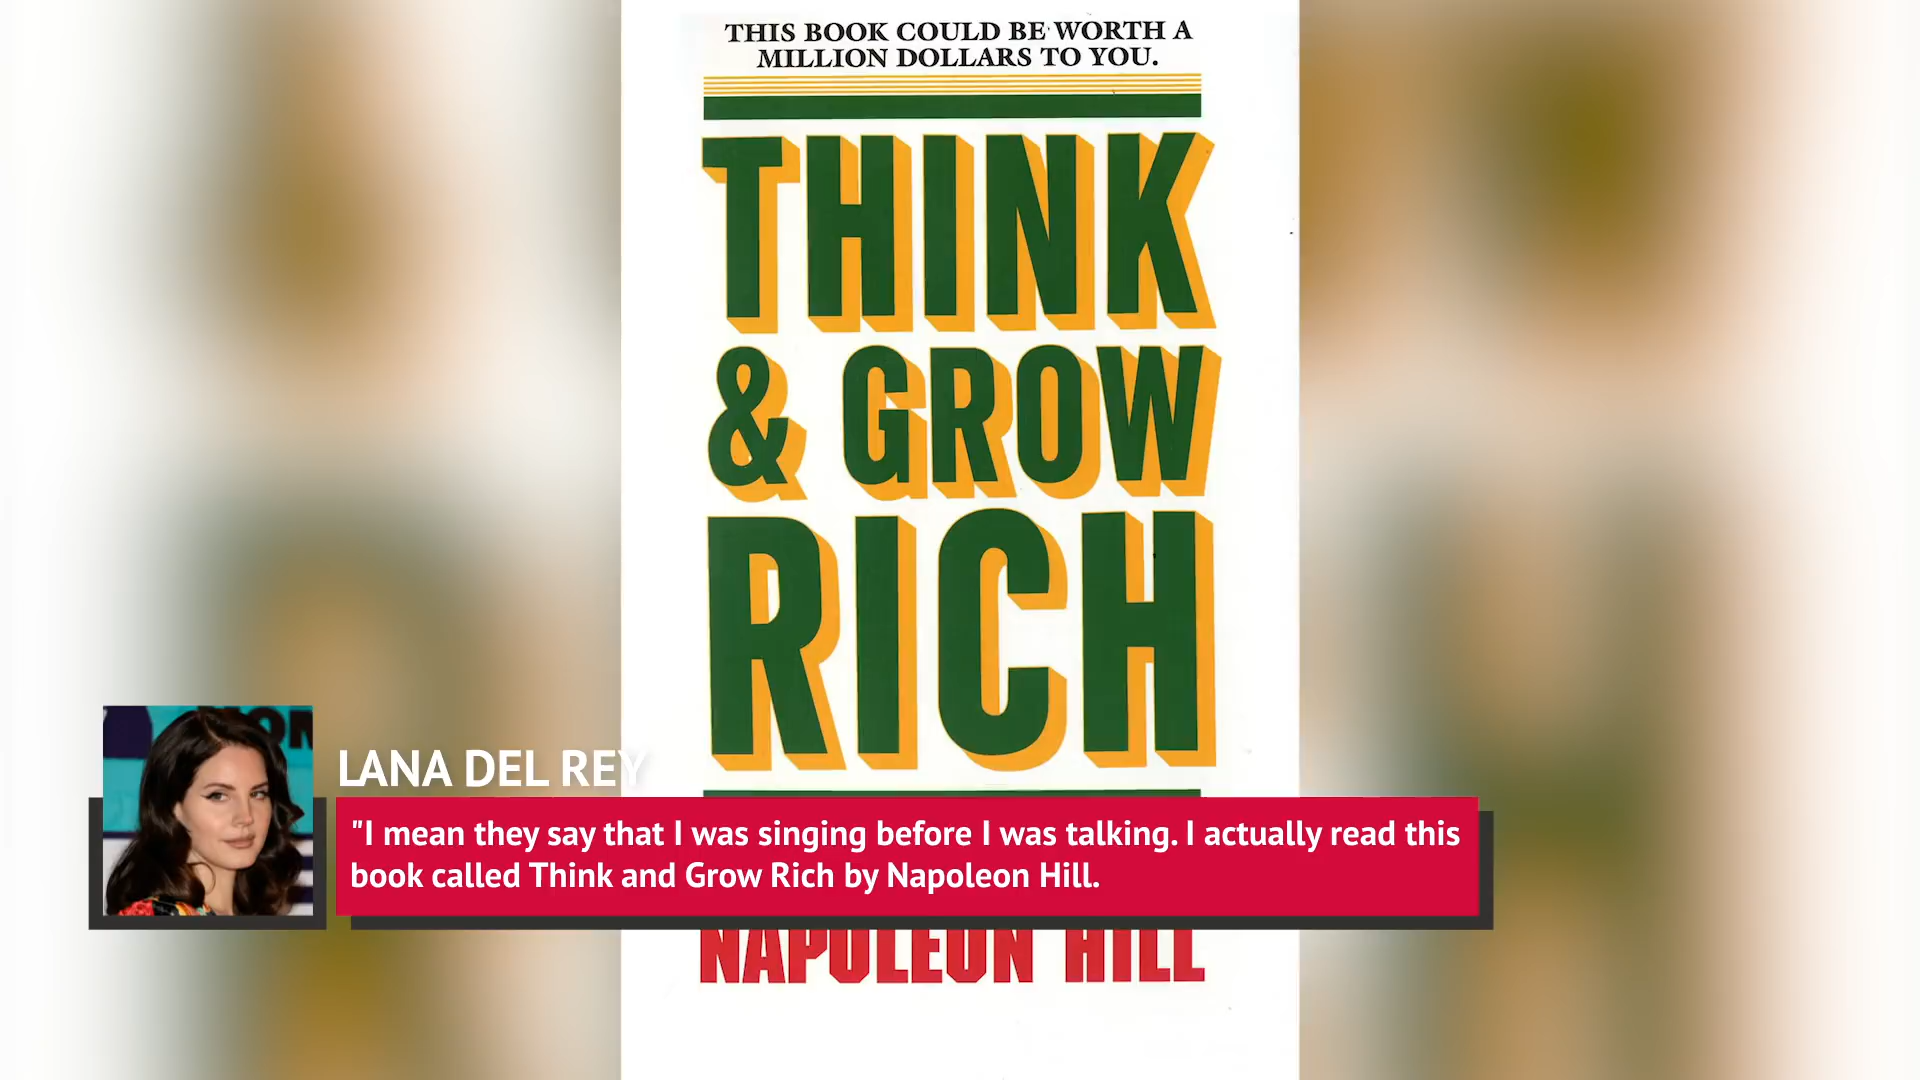 THIS BOOK COULD BE WORTH A
MILLION DOLLARS TO YOU.
THINK
& GROW
RICH
LANA DEL REY
"I mean they say that I was singing before I was talking. I actually read this
book called Think and Grow Rich by Napoleon Hill.
NAPOLEON HILL